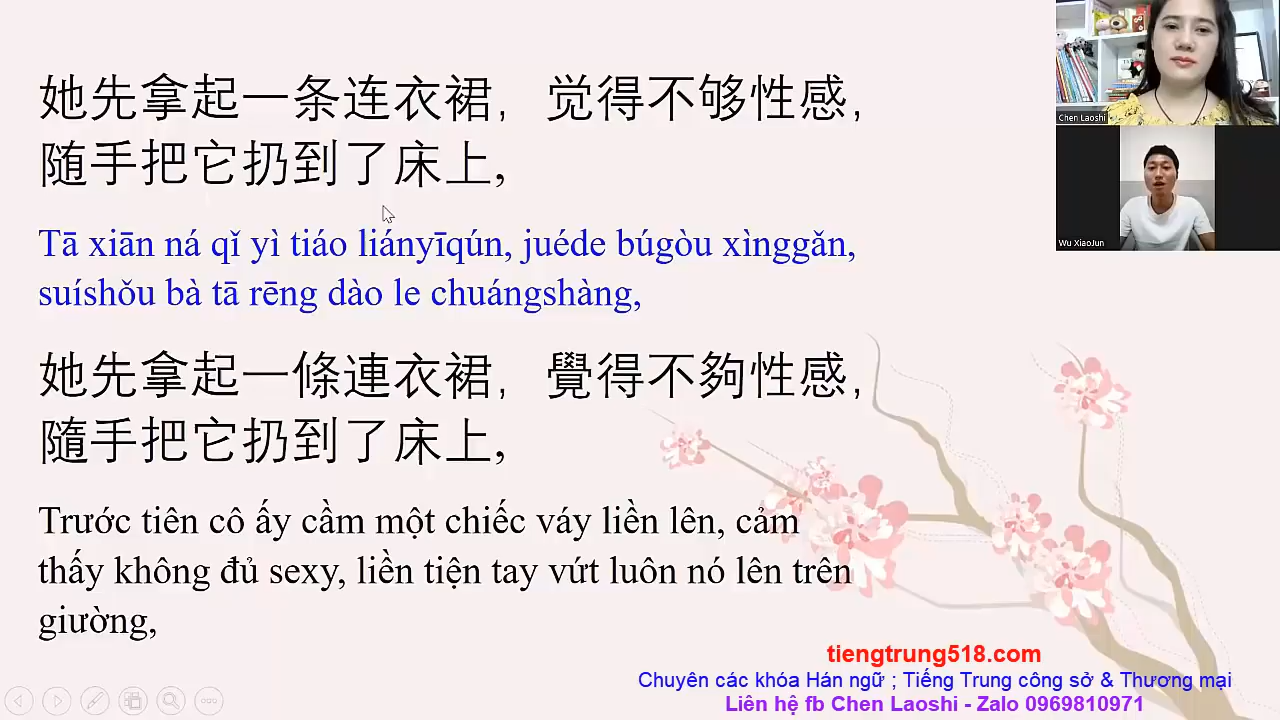 她先拿起一条连衣裙，觉得不够性感，
随手把它扔到了床上,
Tā xiān ná qǐ yì tiáo liányīqún, juéde búgòu xìnggǎn,
suíshǒu bà tā rēng dào le chuángshàng,
她先拿起一條連衣裙，覺得不夠性感，
隨手把它扔到了床上,
Trước tiên cô ấy cầm một chiếc váy liền lên, cảm
thấy không đủ sexy, liền tiện tay vứt luôn nó lên trên
giường,
tiengtrung518.com
Chuyên các khóa Hán ngữ ; Tiếng Trung công sở & Thương mại
Liên hệ fb Chen Laoshi - Zalo 0969810971
Chen Laoshi
Wu XiaoJun